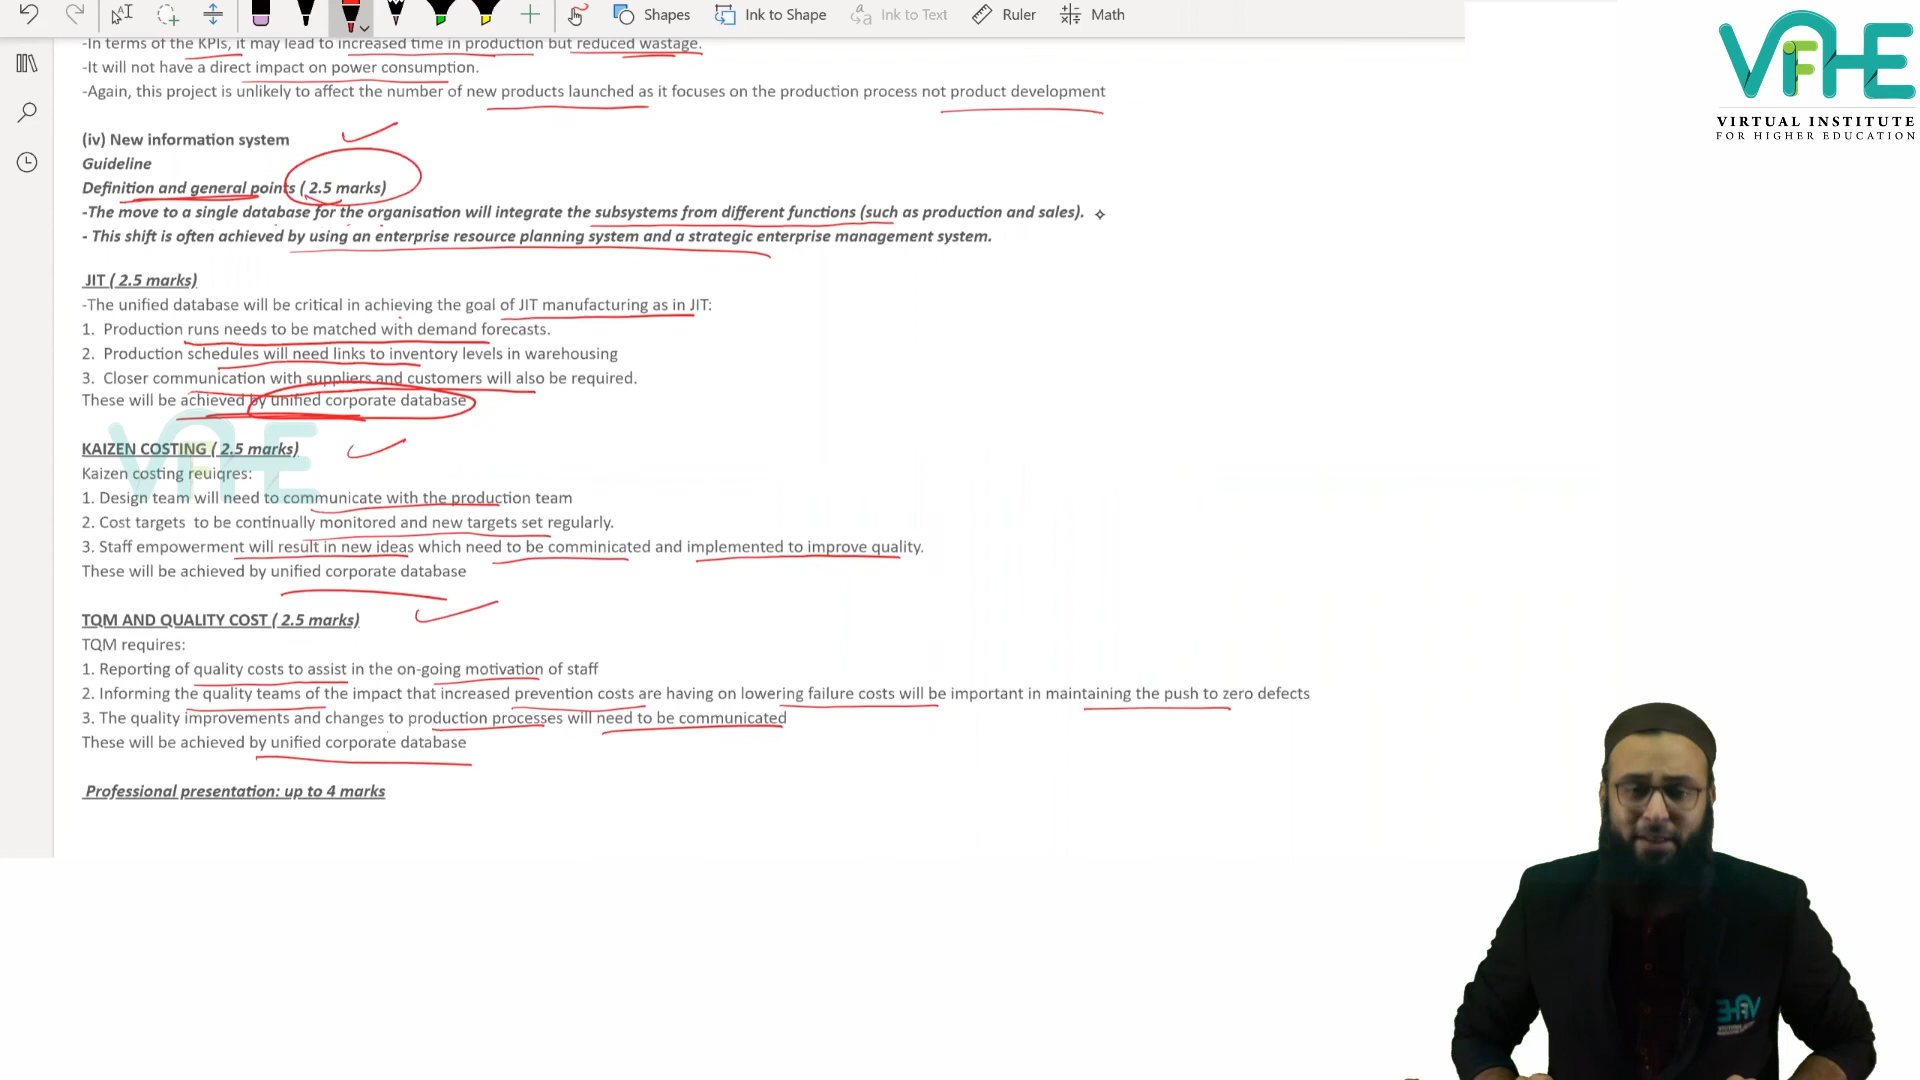 Shapes
Ink to Shape
Ink to Text
Ruler
Math
-In terms of the KPIs, it may lead to increased time in production but reduced wastage.
-It will not have a direct impact on power consumption.
-Again, this project is unlikely to affect the number of new products launched as it focuses on the production process not product development
(iv) New information system
Guideline
Definition and general points ( 2.5 marks)
-The move to a single database for the organisation will integrate the subsystems from different functions (such as production and sales).
- This shift is often achieved by using an enterprise resource planning system and a strategic enterprise management system.
JIT ( 2.5 marks)
-The unified database will be critical in achieving the goal of JIT manufacturing as in JIT:
1. Production runs needs to be matched with demand forecasts.
2. Production schedules will need links to inventory levels in warehousing
3. Closer communication with suppliers and customers will also be required.
These will be achieved by unified corporate database
KAIZEN COSTING ( 2.5 marks)
Kaizen costing reuiqres:
1. Design team will need to communicate with the production team
2. Cost targets to be continually monitored and new targets set regularly.
3. Staff empowerment will result in new ideas which need to be comminicated and implemented to improve quality.
These will be achieved by unified corporate database
TQM AND QUALITY COST ( 2.5 marks)
TQM requires:
1. Reporting of quality costs to assist in the on-going motivation of staff
2. Informing the quality teams of the impact that increased prevention costs are having on lowering failure costs will be important in maintaining the push to zero defects
3. The quality improvements and changes to production processes will need to be communicated
These will be achieved by unified corporate database
Professional presentation: up to 4 marks
VIFHE
VIRTUAL INSTITUTE
FOR HIGHER EDUCATION